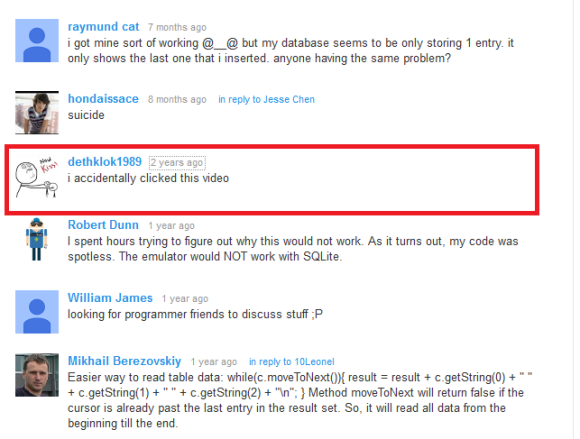 raymund cat 7 months ago
i got mine sort of working @__@ but my database seems to be only storing 1 entry. it
only shows the last one that i inserted. anyone having the same problem?
hondaissace 8 months ago in reply to Jesse Chen
suicide
Now Kiss
dethklok1989 2 years ago
i accidentally clicked this video
Robert Dunn 1 year ago
I spent hours trying to figure out why this would not work. As it turns out, my code was
spotless. The emulator would NOT work with SQLite.
William James 1 year ago
looking for programmer friends to discuss stuff ;P
Mikhail Berezovskiy 1 year ago in reply to 10Leonel
Easier way to read table data: while(c.moveToNext()){ result = result + c.getString(0) + " "
+ c.getString(1) + " " + c.getString(2) + "\n"; } Method moveToNext will return false if the
cursor is already past the last entry in the result set. So, it will read all data from the
beginning till the end.